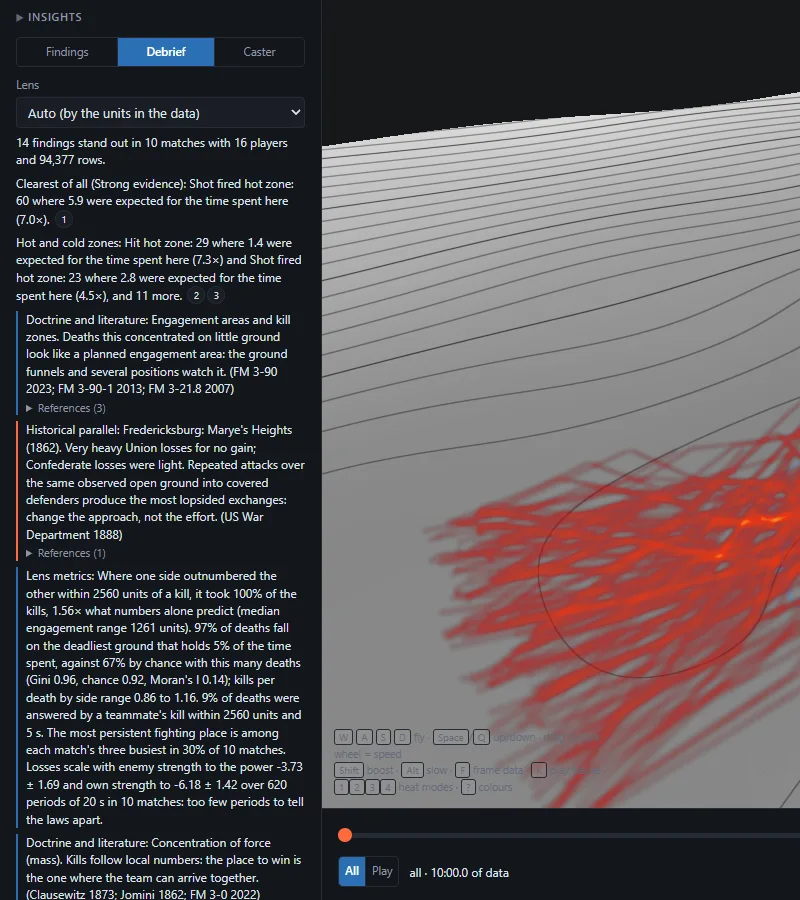 INSIGHTS
Findings Debrief Caster
Lens
Auto (by the units in the data)
14 findings stand out in 10 matches with 16 players
and 94,377 rows.
Clearest of all (Strong evidence): Shot fired hot zone:
60 where 5.9 were expected for the time spent here
(7.0×). 1
Hot and cold zones: Hit hot zone: 29 where 1.4 were
expected for the time spent here (7.3×) and Shot fired
hot zone: 23 where 2.8 were expected for the time
spent here (4.5×), and 11 more. 2 3
Doctrine and literature: Engagement areas and kill
zones. Deaths this concentrated on little ground
look like a planned engagement area: the ground
funnels and several positions watch it. (FM 3-90
2023; FM 3-90-1 2013; FM 3-21.8 2007)
References (3)
Historical parallel: Fredericksburg: Marye's Heights
(1862). Very heavy Union losses for no gain;
Confederate losses were light. Repeated attacks over
the same observed open ground into covered
defenders produce the most lopsided exchanges:
change the approach, not the effort. (US War
Department 1888)
References (1)
Lens metrics: Where one side outnumbered the
other within 2560 units of a kill, it took 100% of the
kills, 1.56× what numbers alone predict (median
engagement range 1261 units). 97% of deaths fall
on the deadliest ground that holds 5% of the time
spent, against 67% by chance with this many deaths
(Gini 0.96, chance 0.92, Moran's I 0.14); kills per
death by side range 0.86 to 1.16. 9% of deaths were
answered by a teammate's kill within 2560 units and
5 s. The most persistent fighting place is among
each match's three busiest in 30% of 10 matches.
Losses scale with enemy strength to the power -3.73
± 1.69 and own strength to -6.18 ± 1.42 over 620
periods of 20 s in 10 matches: too few periods to tell
the laws apart.
Doctrine and literature: Concentration of force
(mass). Kills follow local numbers: the place to win is
the one where the team can arrive together.
(Clausewitz 1873; Jomini 1862; FM 3-0 2022)
W A S D fly · Space Q up/down ·
wheel = speed
Shift boost · Alt slow · F frame data
1 2 3 4 heat modes · ? colours
All Play all · 10:00.0 of data